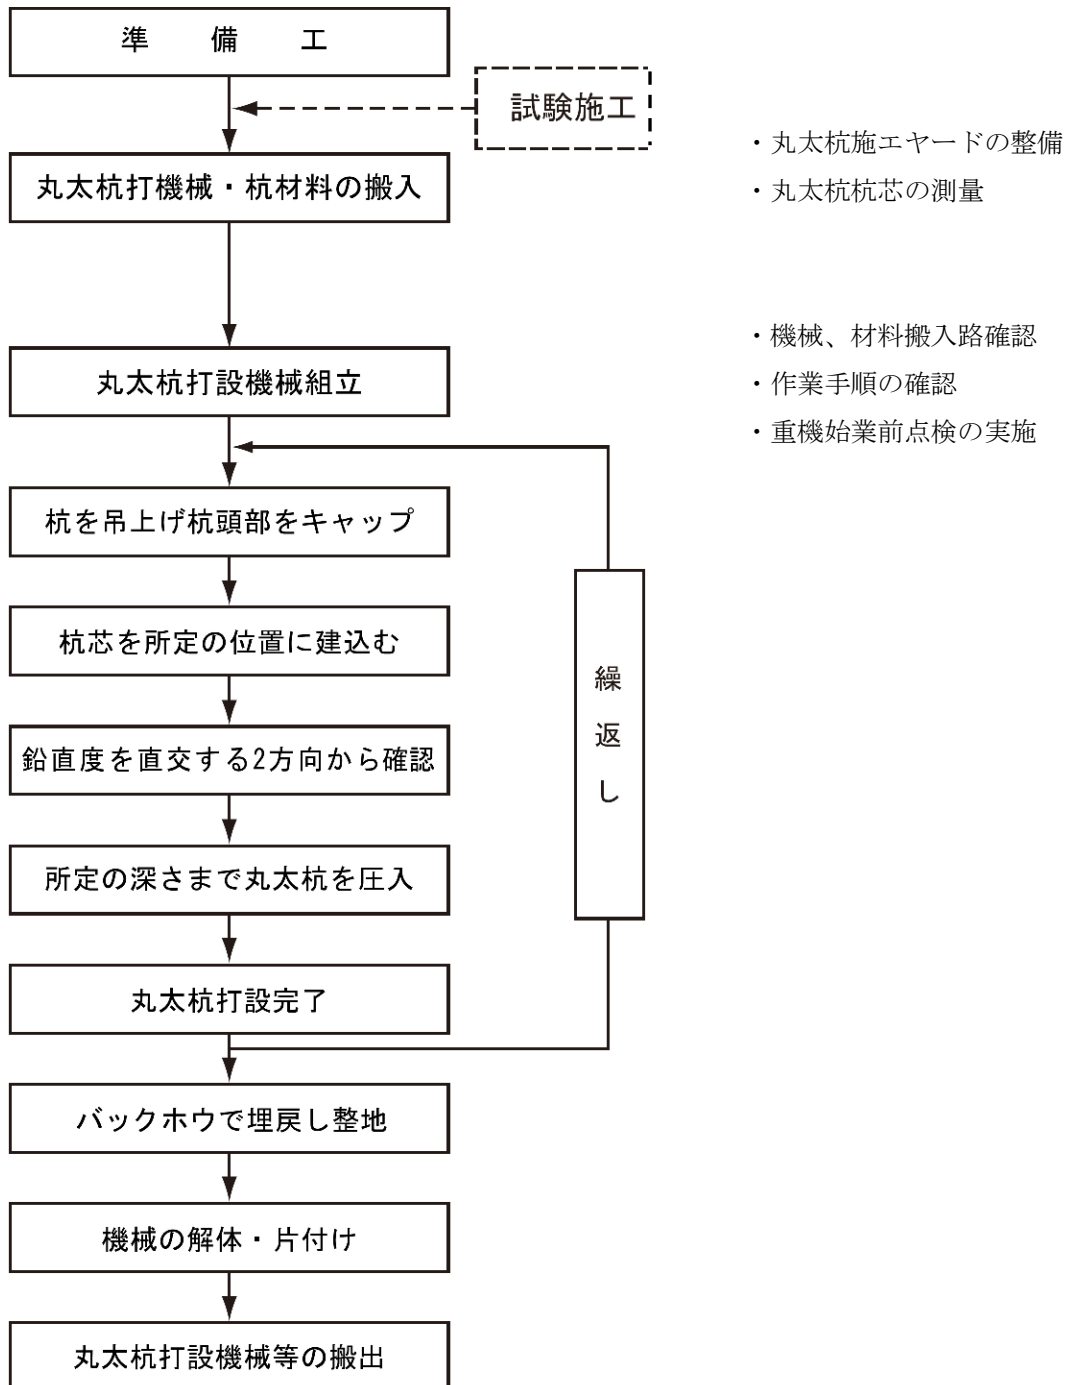 準備工
試験施工
・丸太杭施工ヤードの整備
丸太杭打機械・杭材料の搬入
・丸太杭杭芯の測量
・機械、材料搬入路確認
丸太杭打設機械組立
・作業手順の確認
・重機始業前点検の実施
杭を吊上げ杭頭部をキャップ
杭芯を所定の位置に建込む
鉛直度を直交する2方向から確認
繰返し
所定の深さまで丸太杭を圧入
丸太杭打設完了
バックホウで埋戻し整地
機械の解体・片付け
丸太杭打設機械等の搬出